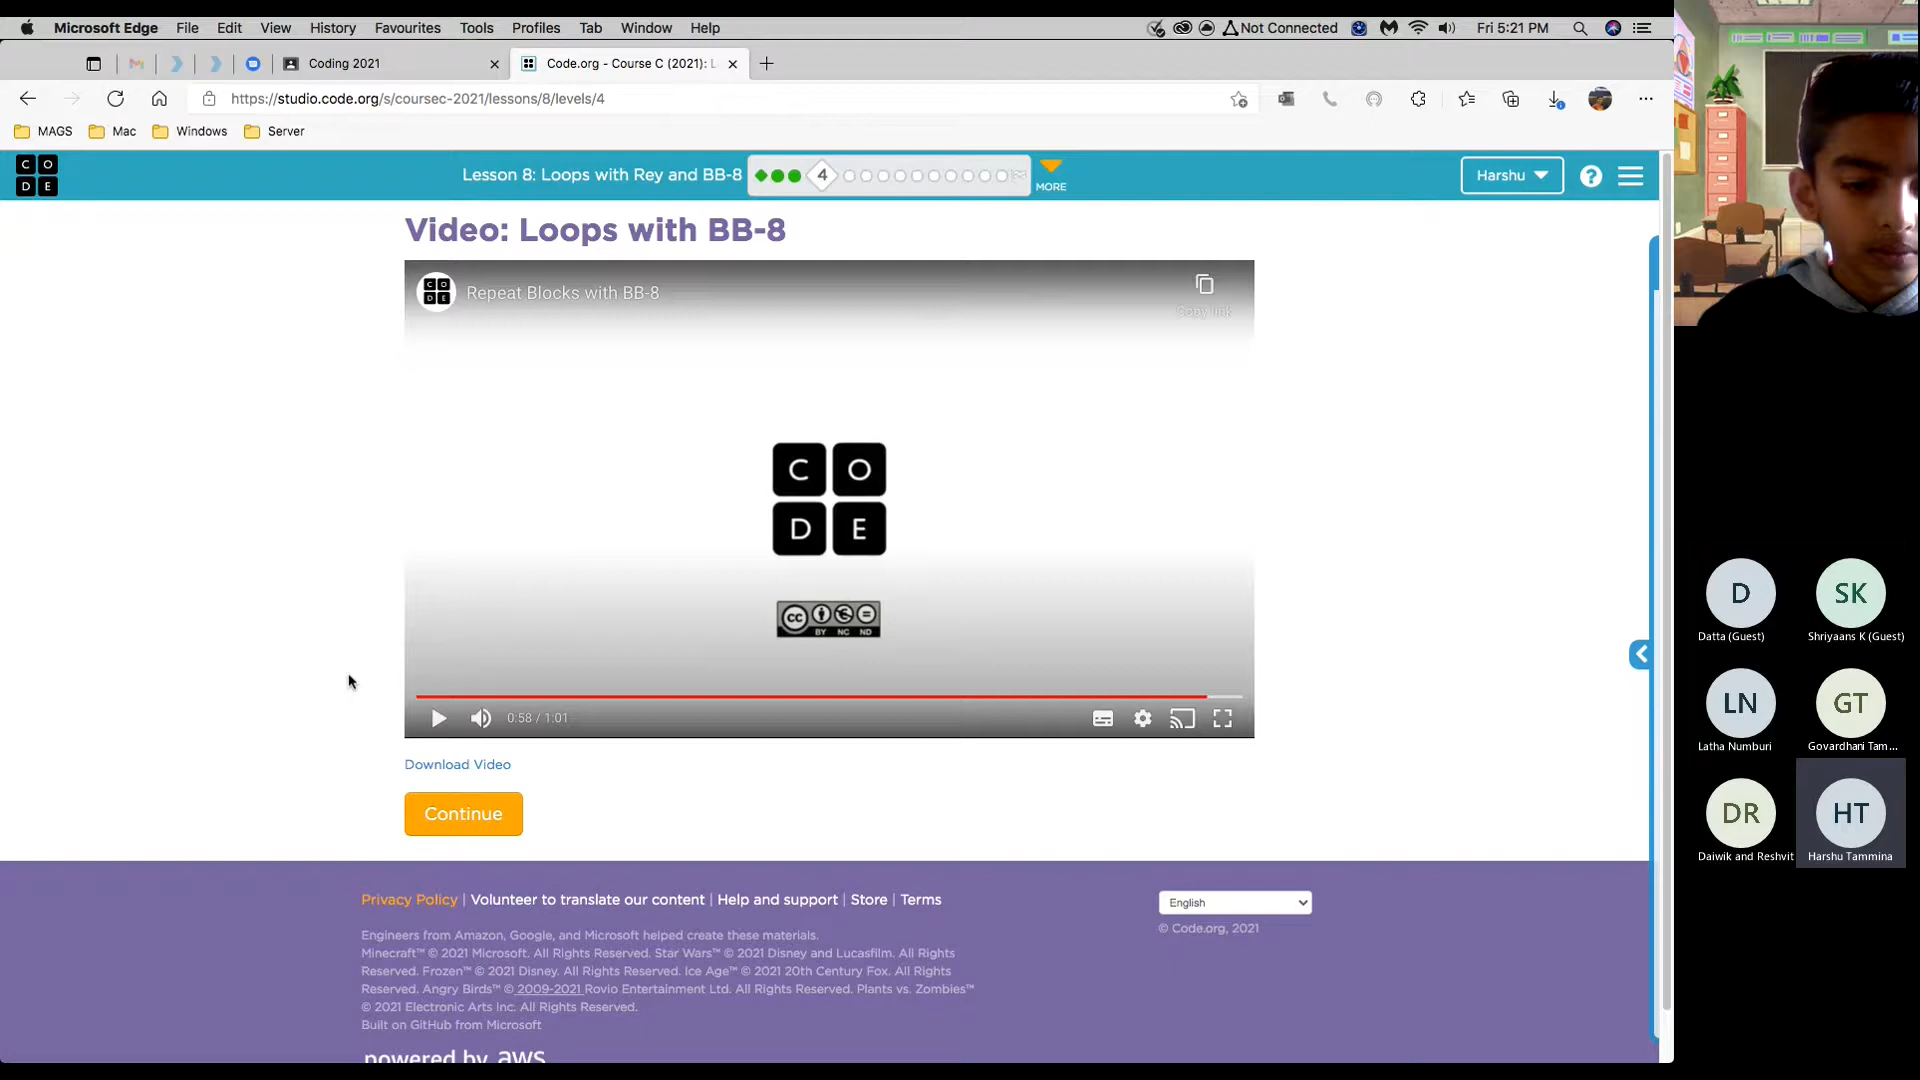 Microsoft Edge File Edit View History Favourites Tools Profiles Tab Window Help Not Connected Fri 5:21 PM
Coding 2021 Code.org - Course C (2021): L
https://studio.code.org/s/coursec-2021/lessons/8/levels/4
MAGS Mac Windows Server
C O D E
Lesson 8: Loops with Rey and BB-8 4 MORE Harshu
Video: Loops with BB-8
C O D E
Repeat Blocks with BB-8
Copy link
C O
D E
CC BY NC ND
0:58 / 1:01
Download Video
Continue
Privacy Policy | Volunteer to translate our content | Help and support | Store | Terms
English
© Code.org, 2021
Engineers from Amazon, Google, and Microsoft helped create these materials.
Minecraft™ © 2021 Microsoft. All Rights Reserved. Star Wars™ © 2021 Disney and Lucasfilm. All Rights
Reserved. Frozen™ © 2021 Disney. All Rights Reserved. Ice Age™ © 2021 20th Century Fox. All Rights
Reserved. Angry Birds™ © 2009-2021 Rovio Entertainment Ltd. All Rights Reserved. Plants vs. Zombies™
© 2021 Electronic Arts Inc. All Rights Reserved.
Built on GitHub from Microsoft
powered by aws
D SK
Datta (Guest) Shriyaans K (Guest)
LN GT
Latha Numburi Govardhani Tam...
DR HT
Daiwik and Reshvit Harshu Tammina